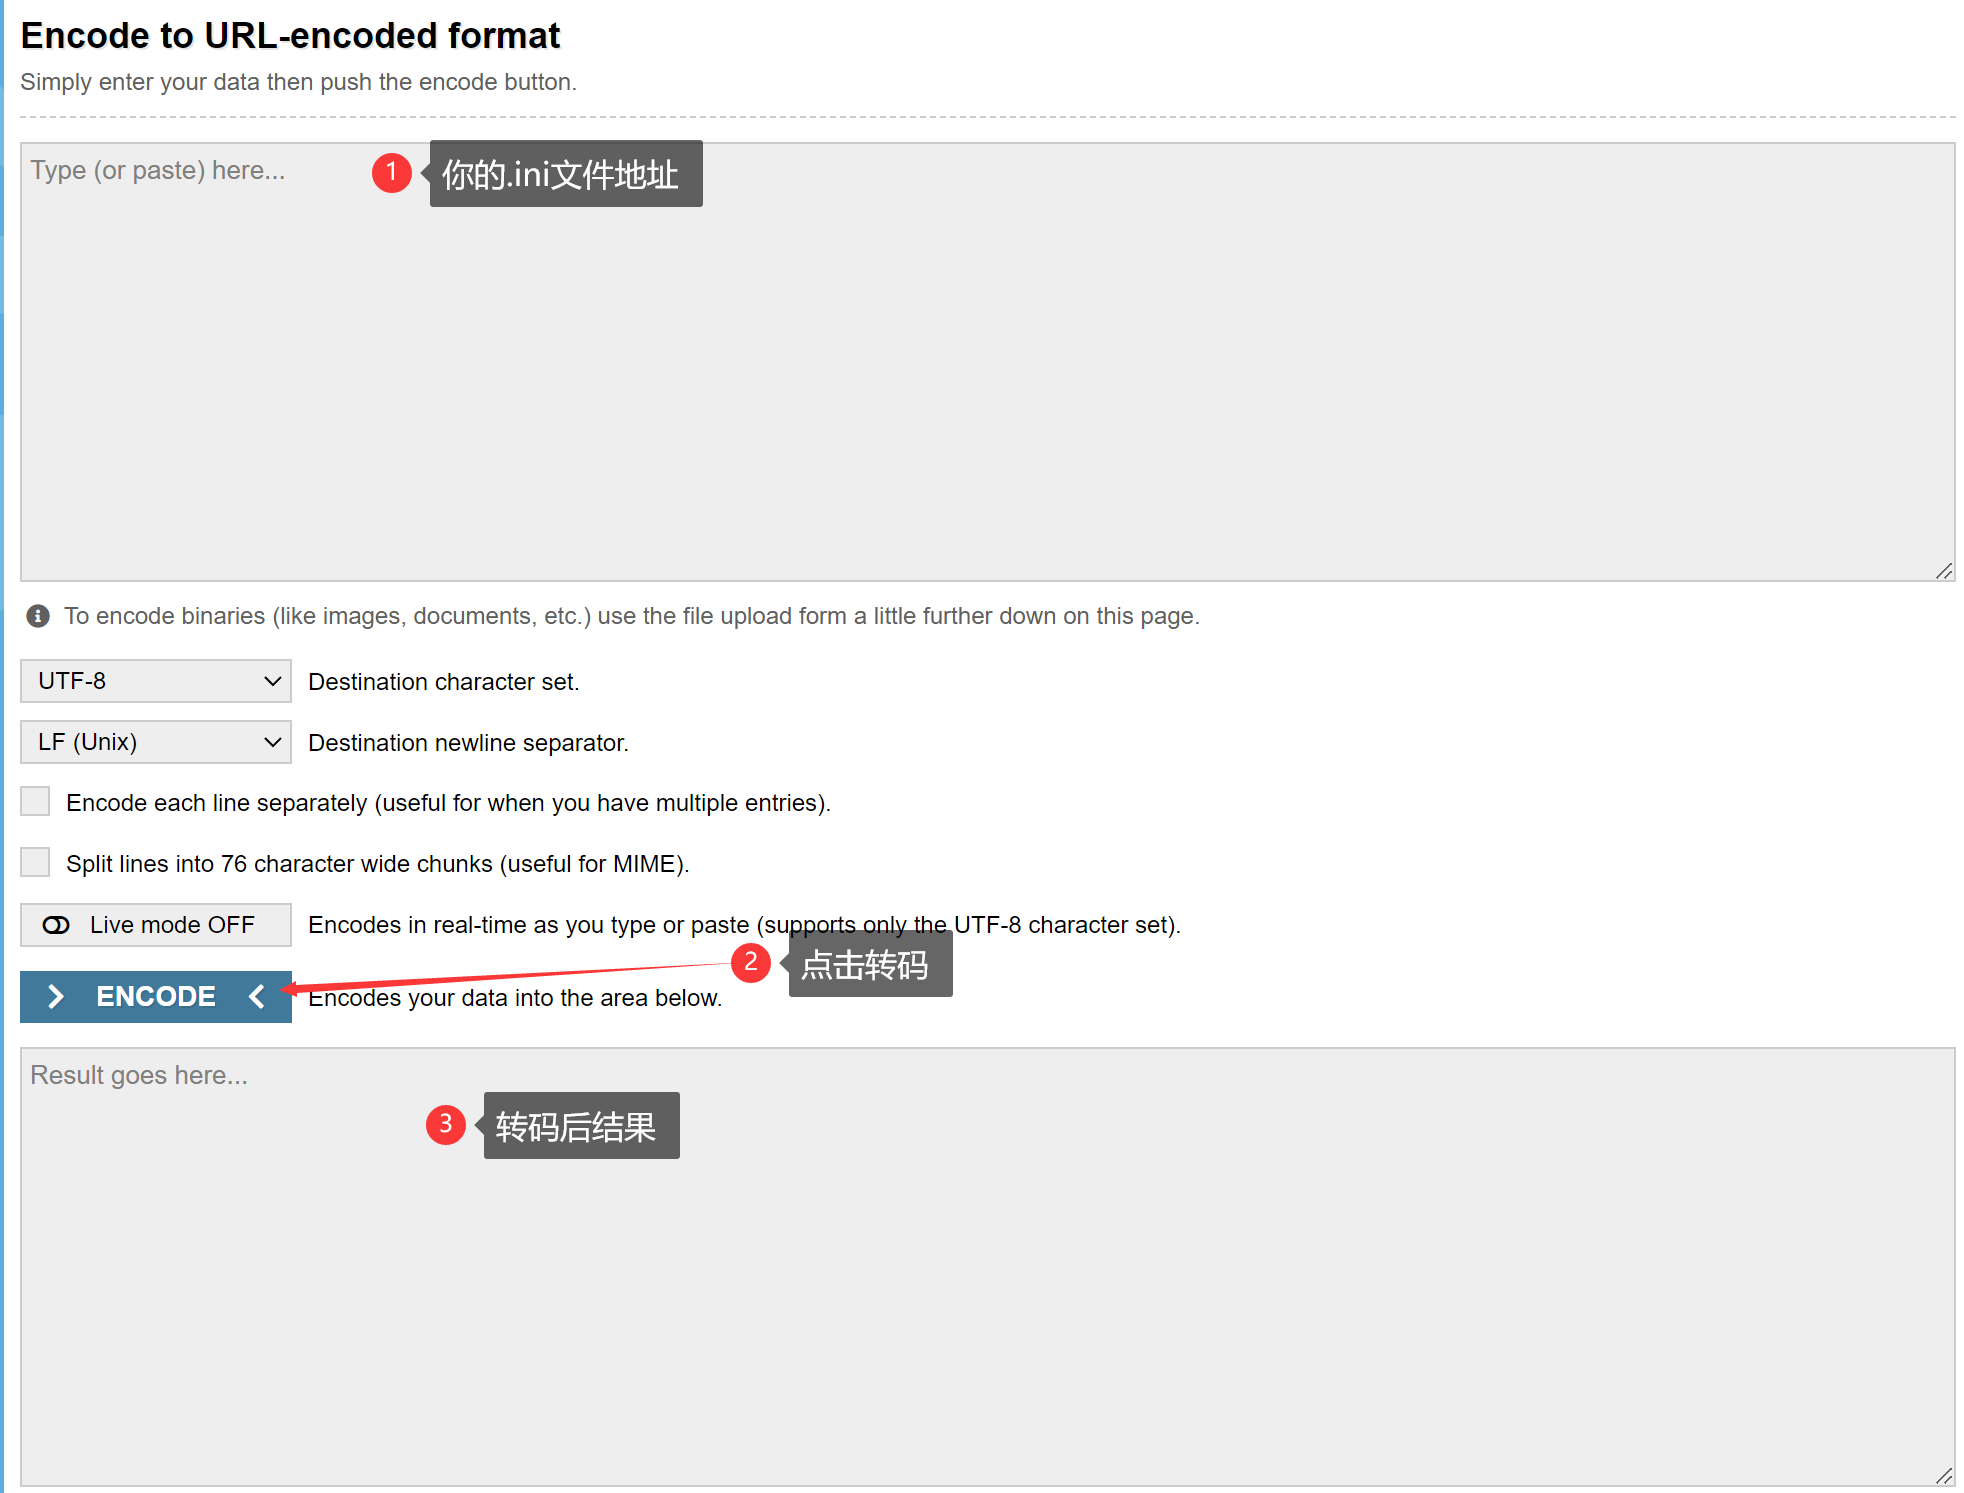 Encode to URL-encoded format
Simply enter your data then push the encode button.
Type (or paste) here...
1 你的.ini文件地址
To encode binaries (like images, documents, etc.) use the file upload form a little further down on this page.
UTF-8 Destination character set.
LF (Unix) Destination newline separator.
Encode each line separately (useful for when you have multiple entries).
Split lines into 76 character wide chunks (useful for MIME).
Live mode OFF Encodes in real-time as you type or paste (supports only the UTF-8 character set).
2 点击转码
ENCODE Encodes your data into the area below.
Result goes here...
3 转码后结果